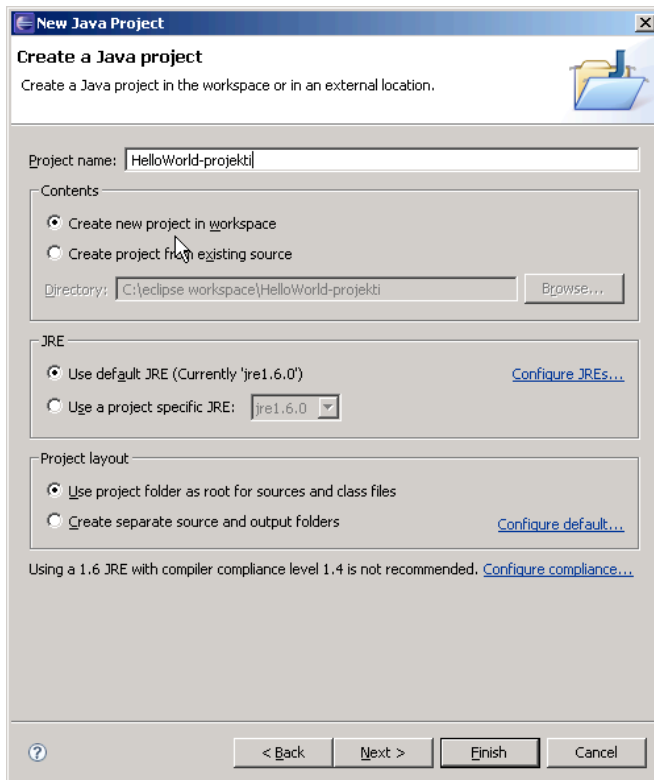 New Java Project
Create a Java project
Create a Java project in the workspace or in an external location.
Project name: HelloWorld-projekti
Contents
Create new project in workspace
Create project from existing source
Directory: C:\eclipse workspace\HelloWorld-projekti Browse...
JRE
Use default JRE (Currently 'jre1.6.0') Configure JREs...
Use a project specific JRE: jre1.6.0
Project layout
Use project folder as root for sources and class files
Create separate source and output folders Configure default...
Using a 1.6 JRE with compiler compliance level 1.4 is not recommended. Configure compliance...
? < Back Next > Finish Cancel